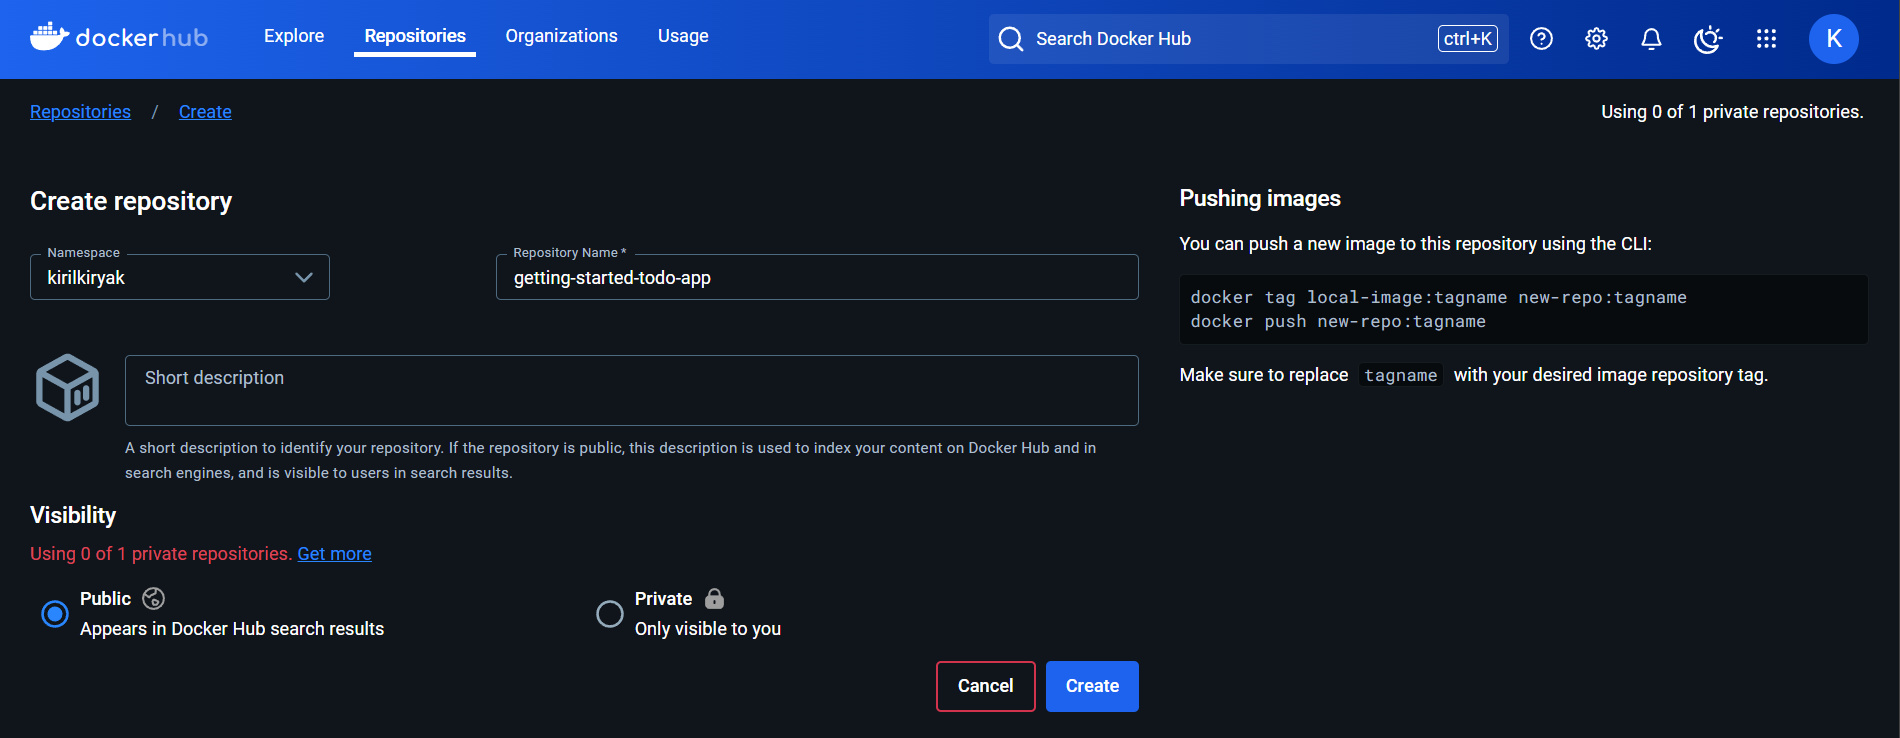 dockerhub
Explore
Repositories
Organizations
Usage
Search Docker Hub
ctrl+K
K
Repositories / Create
Using 0 of 1 private repositories.
Create repository
Namespace
kirilkiryak
Repository Name *
getting-started-todo-app
Short description
A short description to identify your repository. If the repository is public, this description is used to index your content on Docker Hub and in
search engines, and is visible to users in search results.
Visibility
Using 0 of 1 private repositories. Get more
Public
Appears in Docker Hub search results
Private
Only visible to you
Cancel
Create
Pushing images
You can push a new image to this repository using the CLI:
docker tag local-image:tagname new-repo:tagname
docker push new-repo:tagname
Make sure to replace tagname with your desired image repository tag.